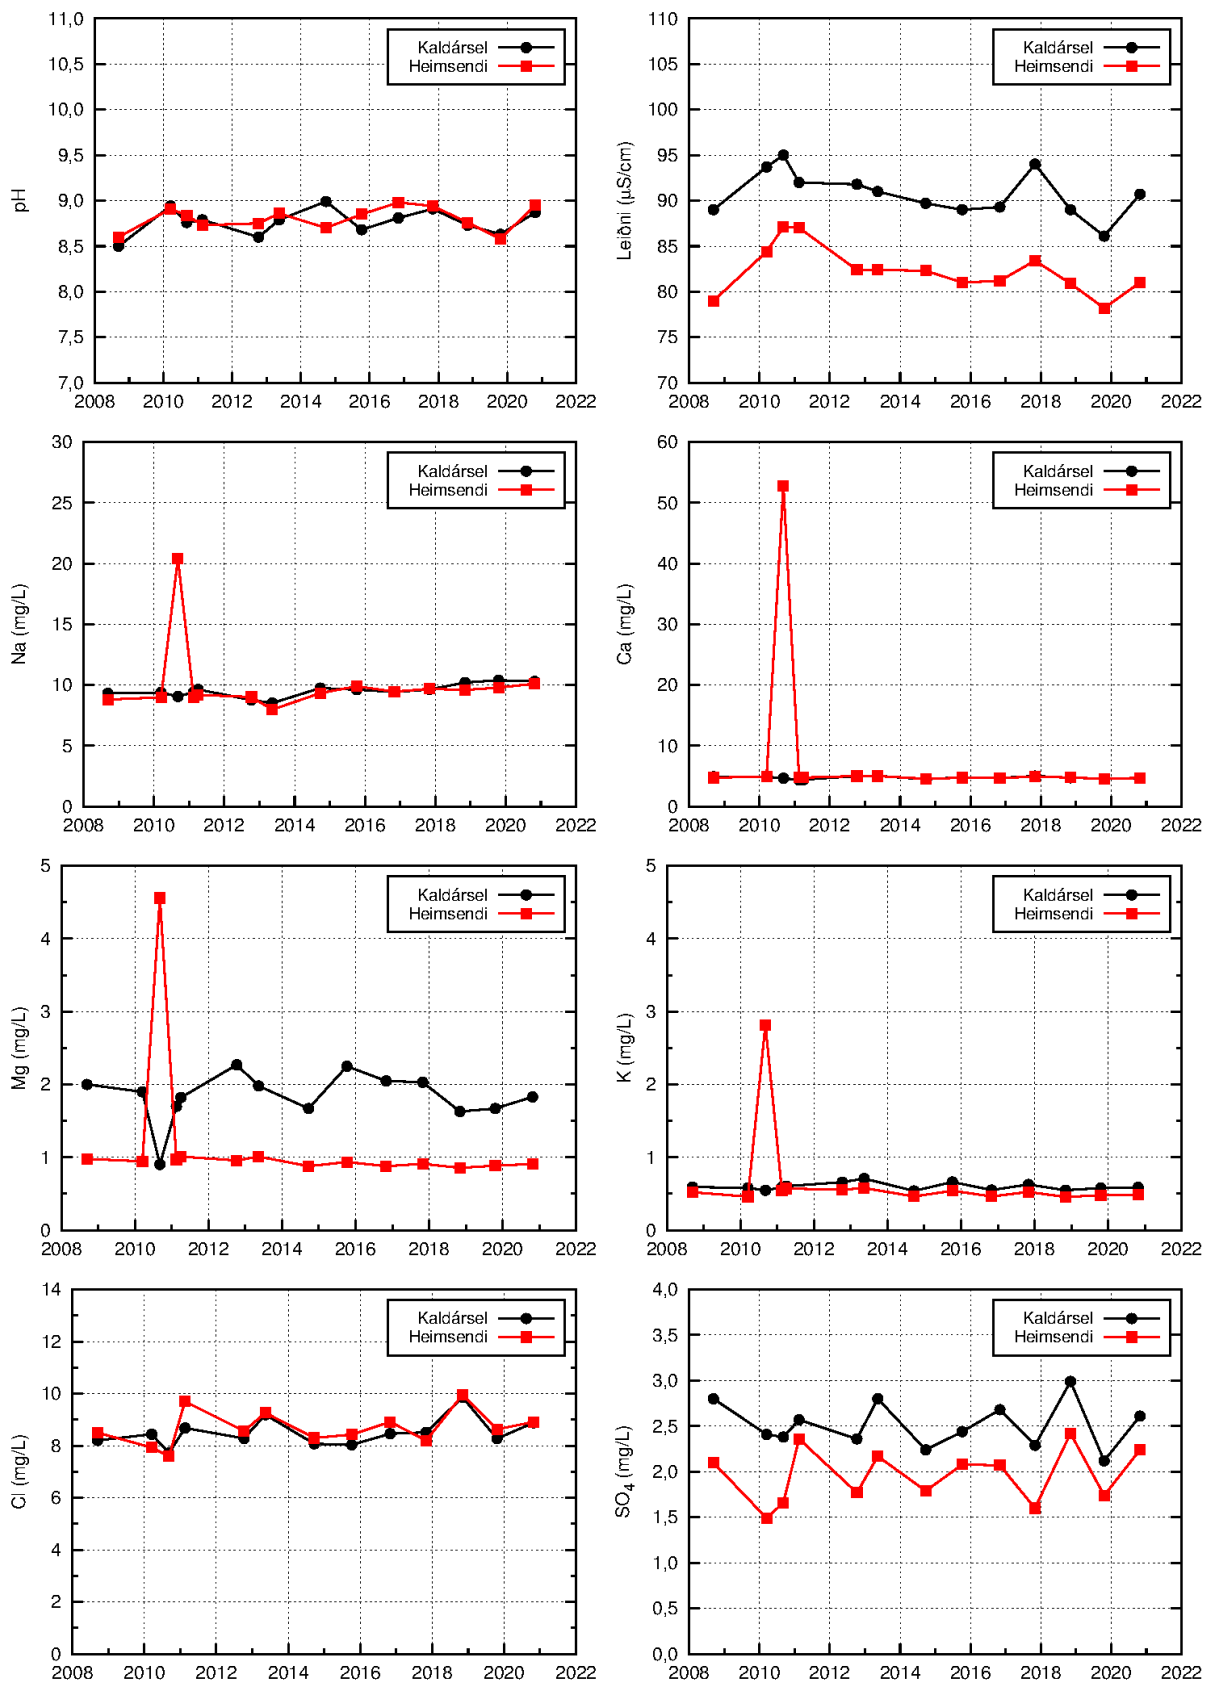 11,0
10,5
10,0
9,5
9,0
8,5
8,0
7,5
7,0
pH
Kaldársel
Heimsendi
2008 2010 2012 2014 2016 2018 2020 2022
110
105
100
95
90
85
80
75
70
Leiðni (µS/cm)
Kaldársel
Heimsendi
2008 2010 2012 2014 2016 2018 2020 2022
30
25
20
15
10
5
0
Na (mg/L)
Kaldársel
Heimsendi
2008 2010 2012 2014 2016 2018 2020 2022
60
50
40
30
20
10
0
Ca (mg/L)
Kaldársel
Heimsendi
2008 2010 2012 2014 2016 2018 2020 2022
5
4
3
2
1
0
Mg (mg/L)
Kaldársel
Heimsendi
2008 2010 2012 2014 2016 2018 2020 2022
5
4
3
2
1
0
K (mg/L)
Kaldársel
Heimsendi
2008 2010 2012 2014 2016 2018 2020 2022
14
12
10
8
6
4
2
0
Cl (mg/L)
Kaldársel
Heimsendi
2008 2010 2012 2014 2016 2018 2020 2022
4,0
3,5
3,0
2,5
2,0
1,5
1,0
0,5
0,0
SO₄ (mg/L)
Kaldársel
Heimsendi
2008 2010 2012 2014 2016 2018 2020 2022